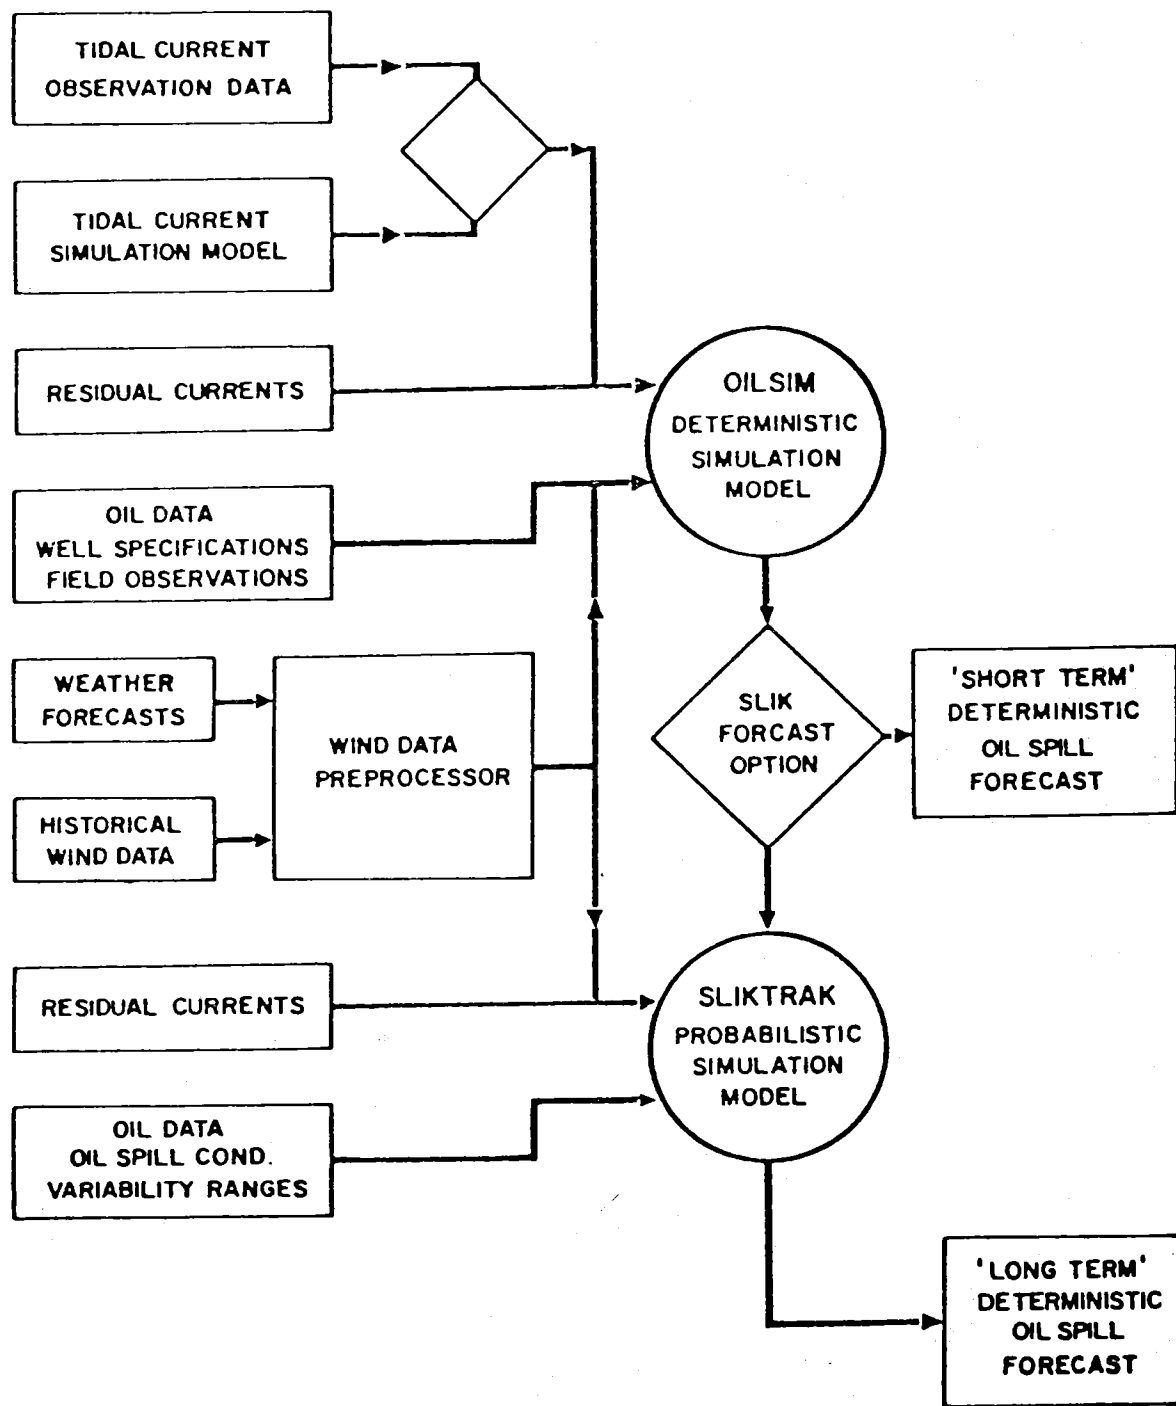 TIDAL CURRENT
OBSERVATION DATA
TIDAL CURRENT
SIMULATION MODEL
RESIDUAL CURRENTS
OILSIM
DETERMINISTIC
SIMULATION
MODEL
OIL DATA
WELL SPECIFICATIONS
FIELD OBSERVATIONS
WEATHER
FORECASTS
WIND DATA
PREPROCESSOR
HISTORICAL
WIND DATA
SLIK
FORCAST
OPTION
'SHORT TERM'
DETERMINISTIC
OIL SPILL
FORECAST
RESIDUAL CURRENTS
SLIKTRAK
PROBABILISTIC
SIMULATION
MODEL
OIL DATA
OIL SPILL COND.
VARIABILITY RANGES
'LONG TERM'
DETERMINISTIC
OIL SPILL
FORECAST